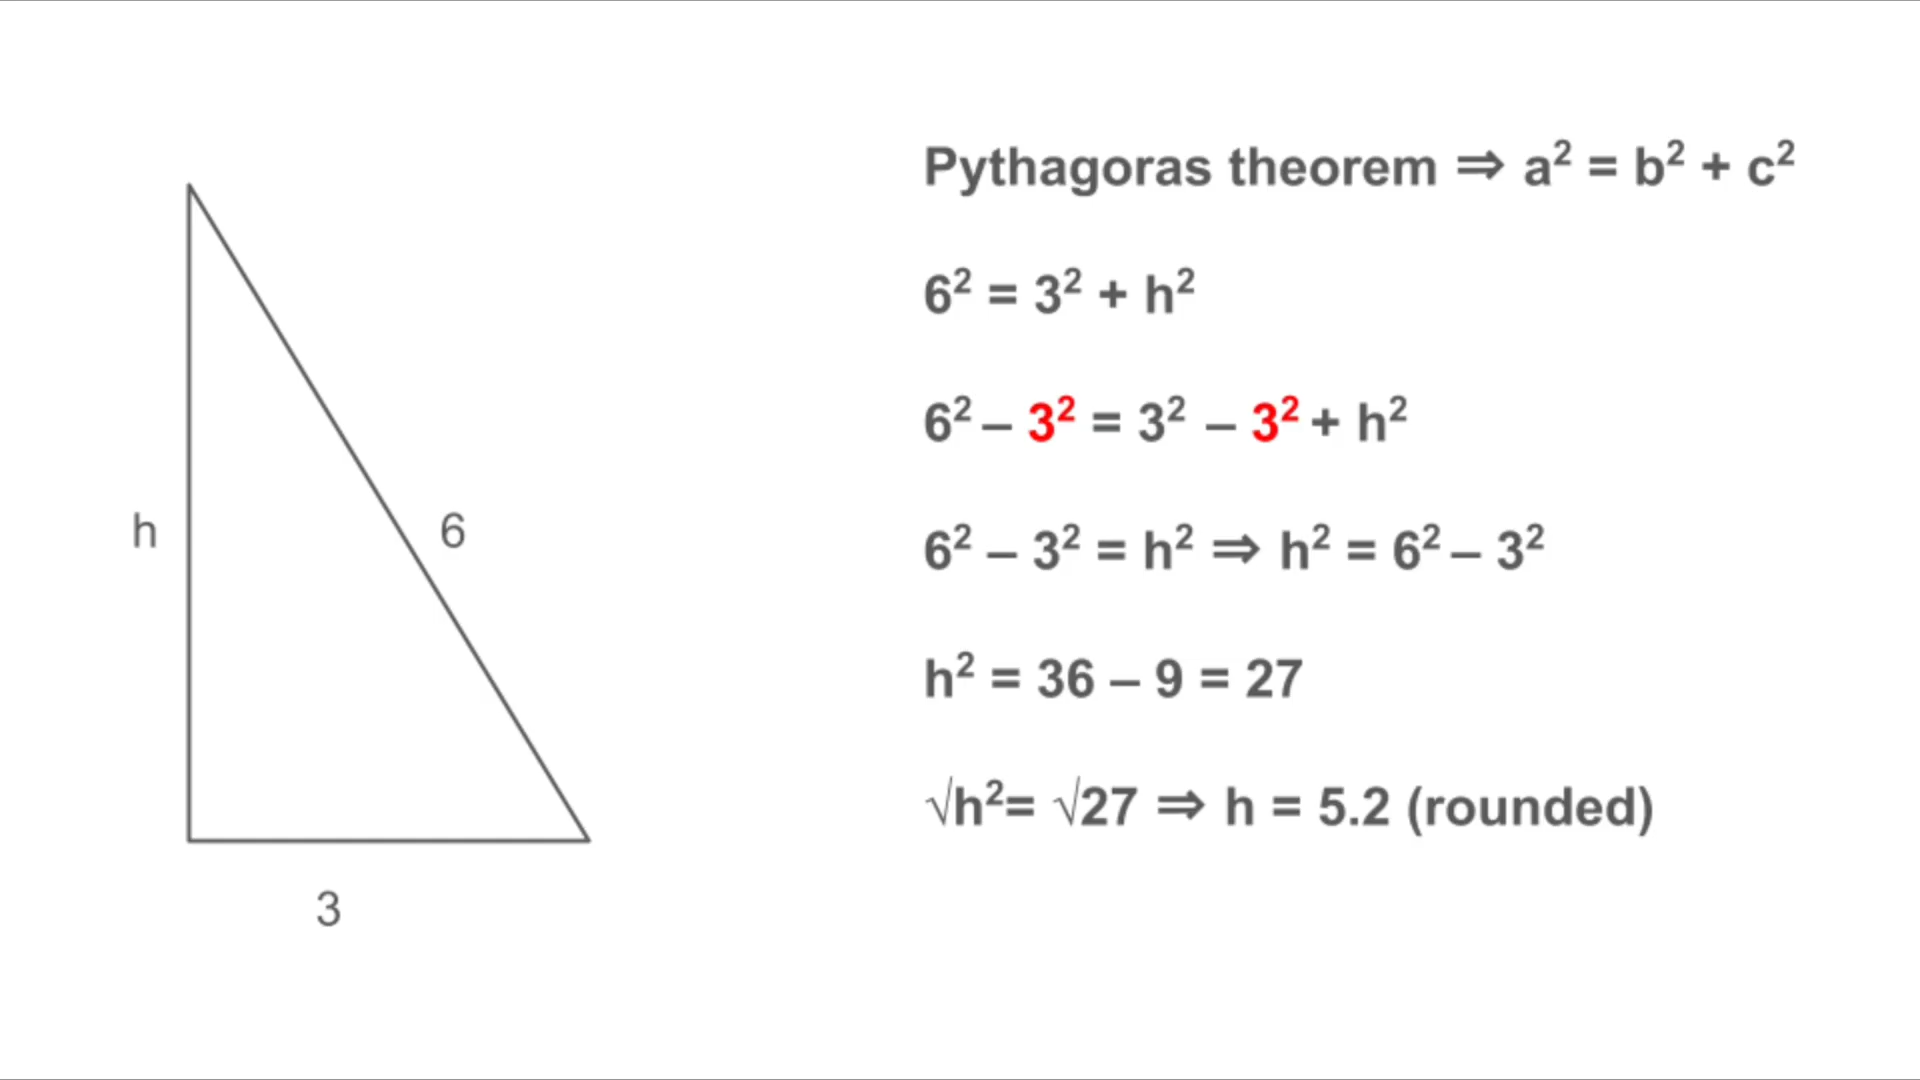 Pythagoras theorem ⇒ a² = b² + c²
6² = 3² + h²
6² – 3² = 3² – 3² + h²
6² – 3² = h² ⇒ h² = 6² – 3²
h² = 36 – 9 = 27
√h²= √27 ⇒ h = 5.2 (rounded)
h
6
3